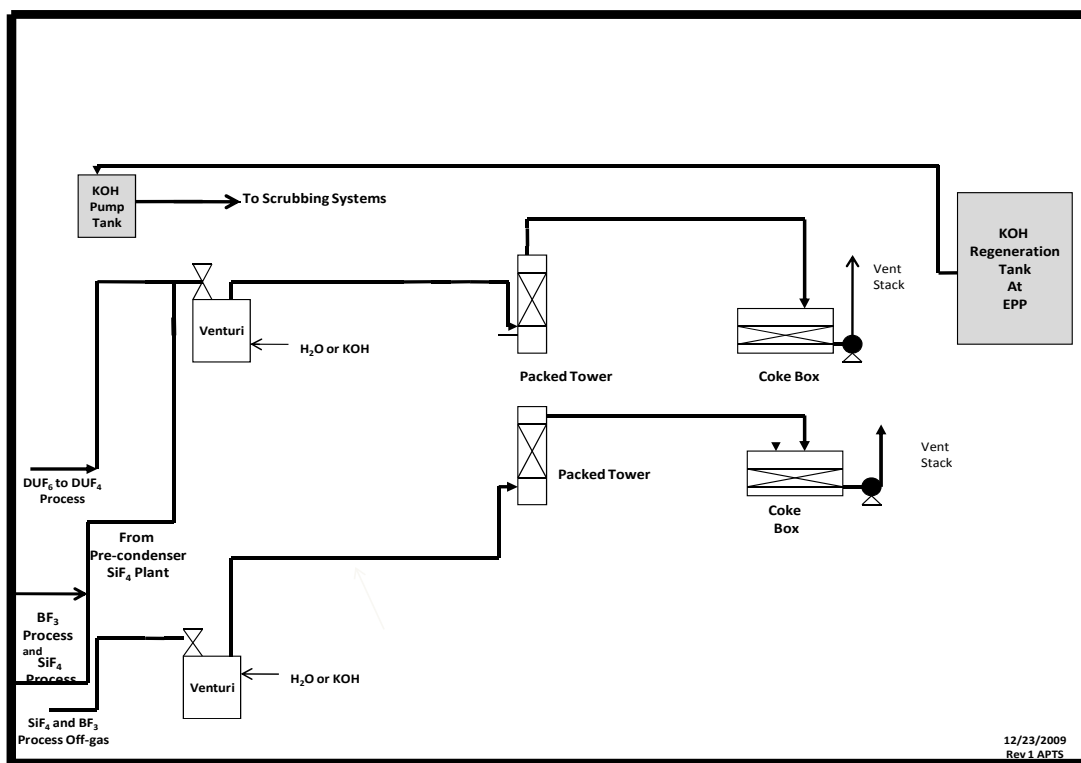 KOH
Pump
Tank
To Scrubbing Systems
KOH
Regeneration
Tank
At
EPP
Vent
Stack
Venturi
H₂O or KOH
Packed Tower
Coke Box
DUF₆ to DUF₄
Process
Packed Tower
Vent
Stack
Coke
Box
From
Pre-condenser
SiF₄ Plant
BF₃
Process
and
SiF₄
Process
Venturi
H₂O or KOH
SiF₄ and BF₃
Process Off-gas
12/23/2009
Rev 1 APTS